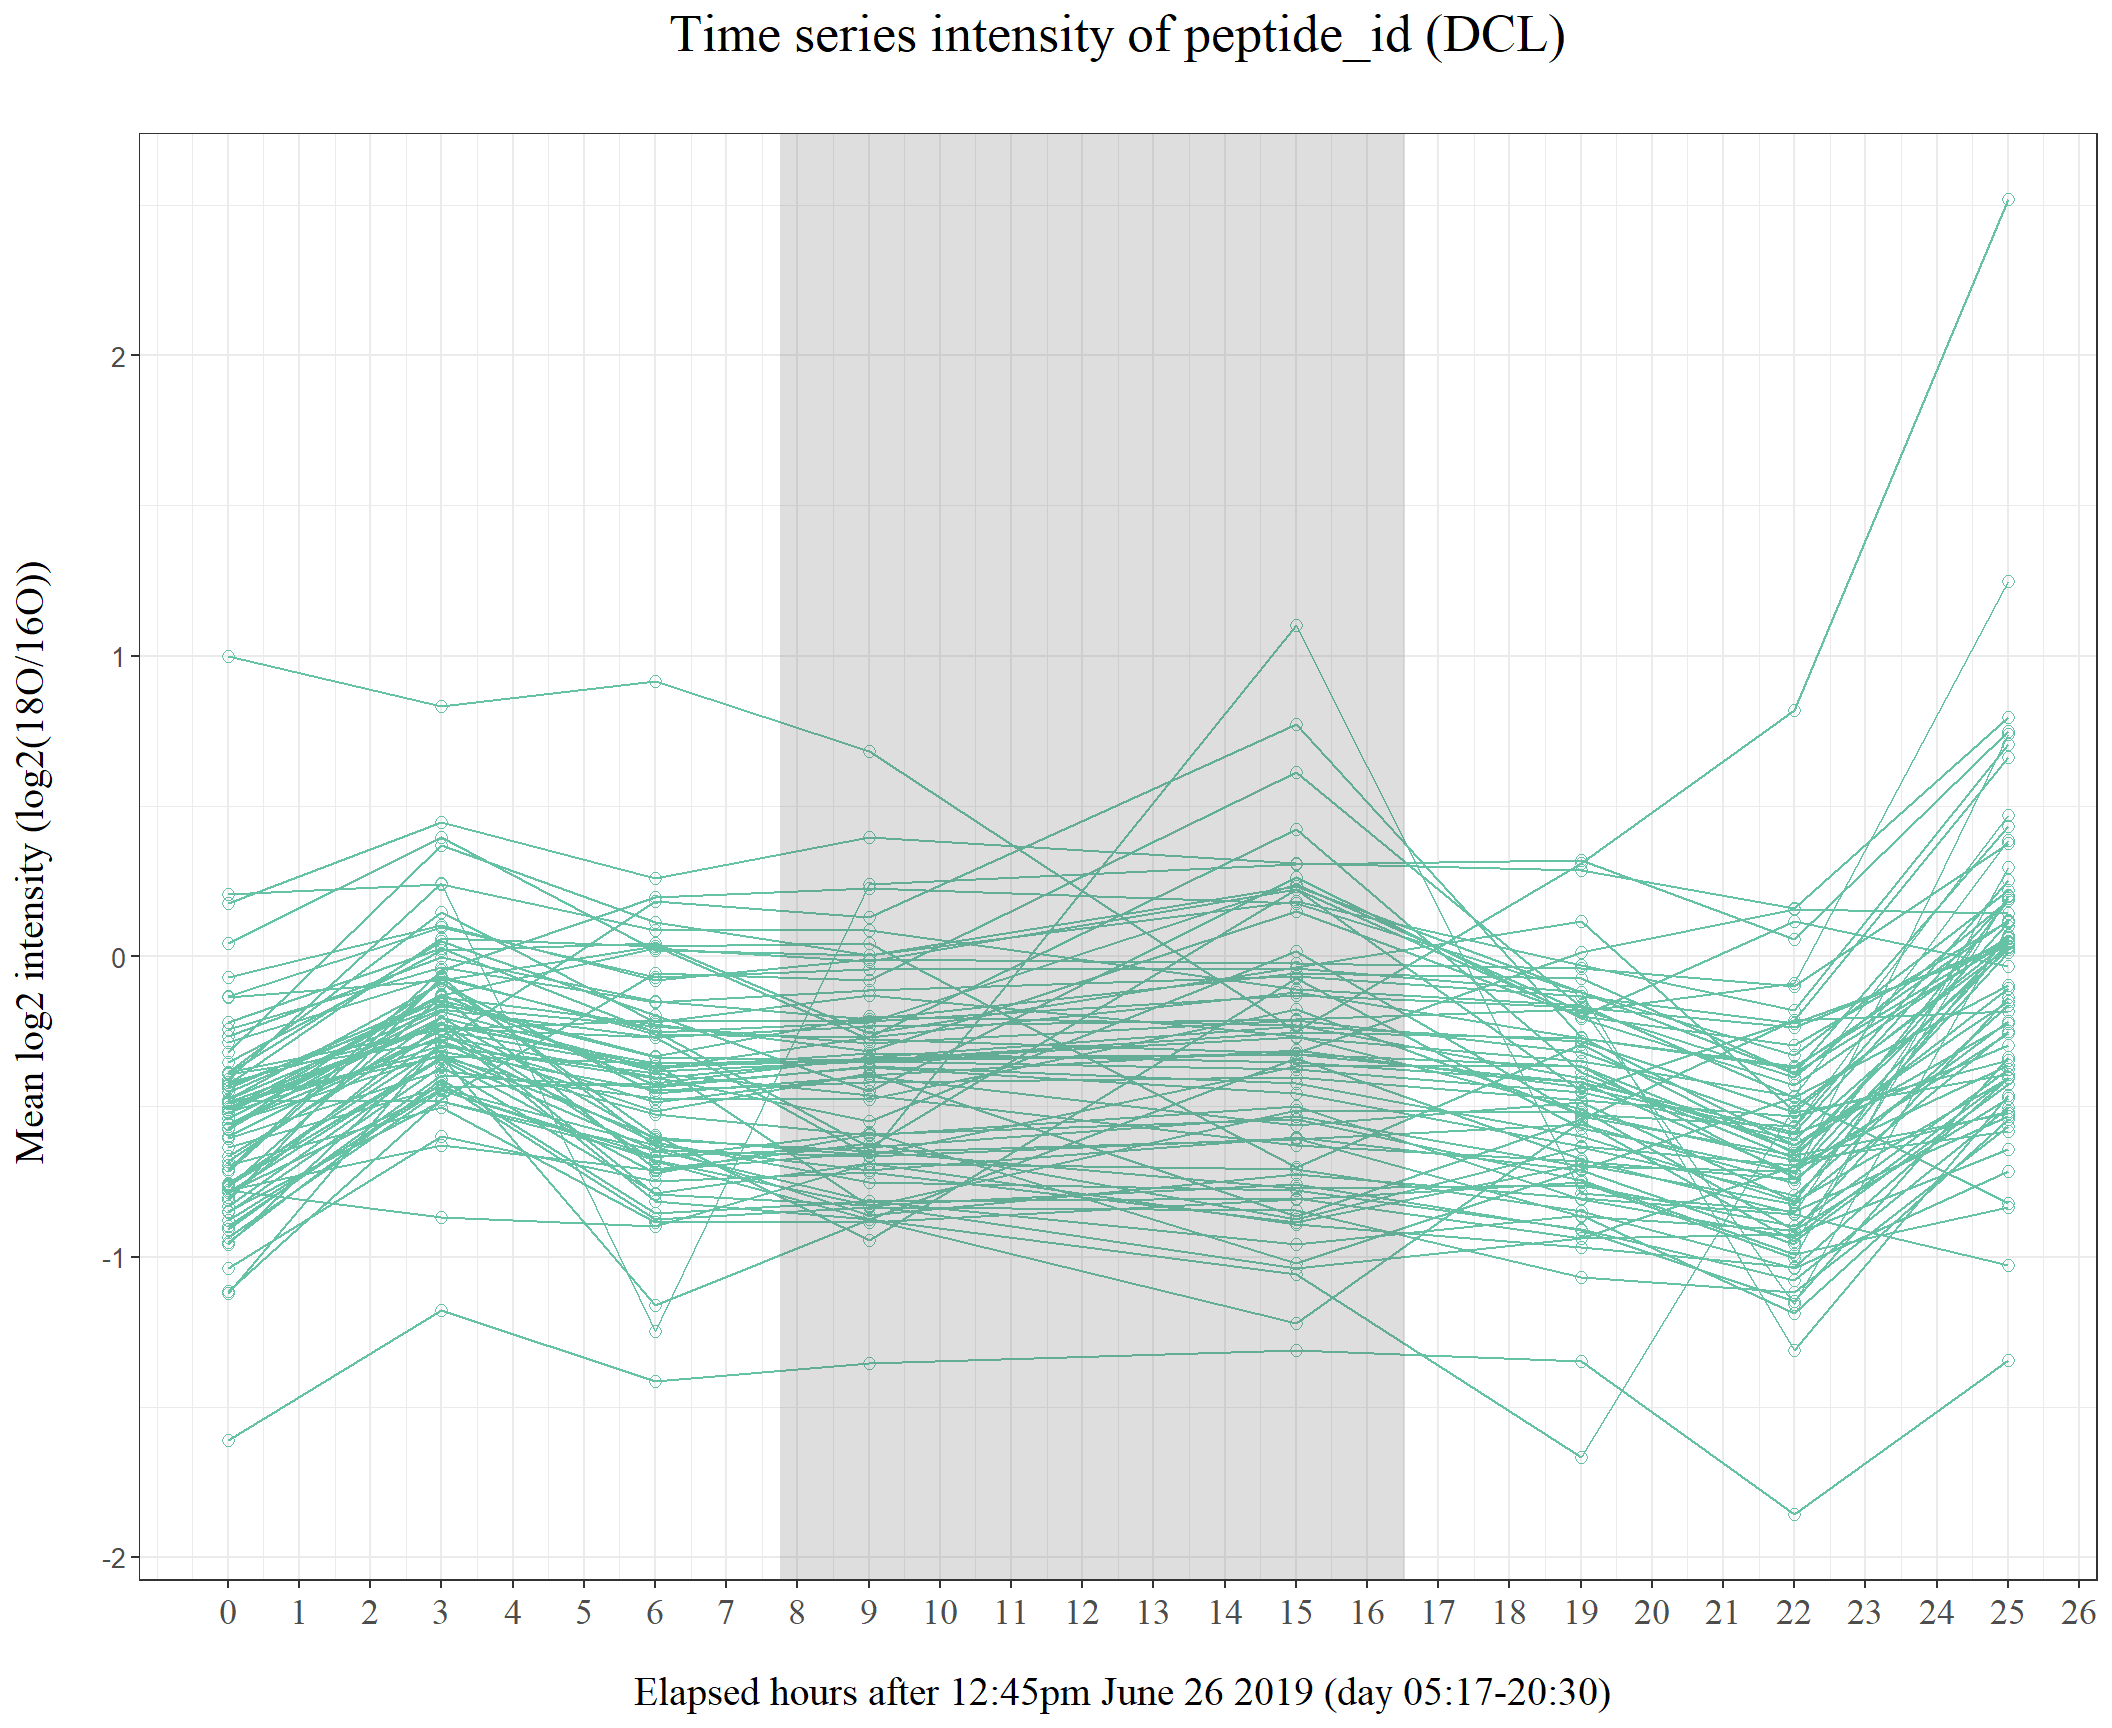 Time series intensity of peptide_id (DCL)
Mean log2 intensity (log2(18O/16O))
2
1
0
-1
-2
0 1 2 3 4 5 6 7 8 9 10 11 12 13 14 15 16 17 18 19 20 21 22 23 24 25 26
Elapsed hours after 12:45pm June 26 2019 (day 05:17-20:30)